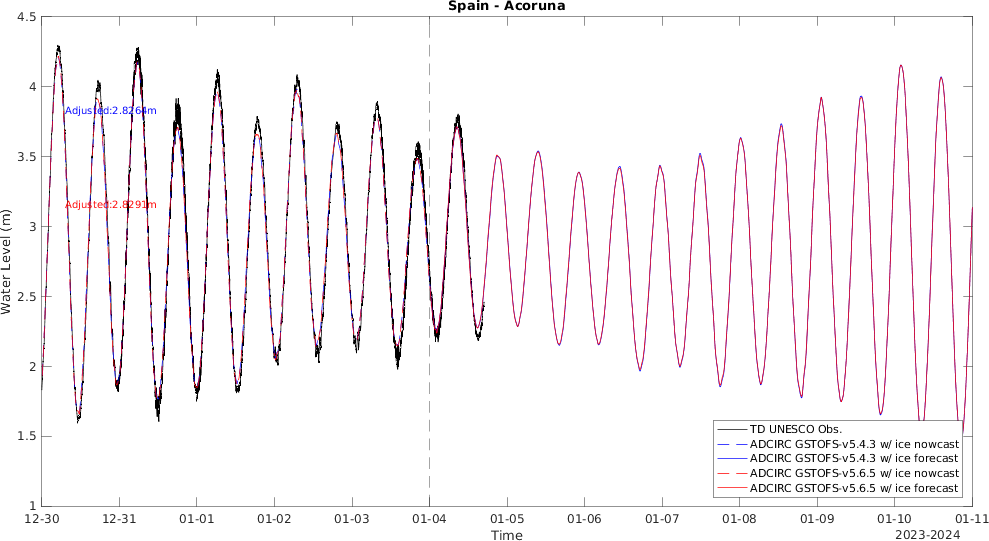 Spain - Acoruna
4.5
4
3.5
3
2.5
2
1.5
1
Water Level (m)
Adjusted:2.8264m
Adjusted:2.8291m
TD UNESCO Obs.
ADCIRC GSTOFS-v5.4.3 w/ ice nowcast
ADCIRC GSTOFS-v5.4.3 w/ ice forecast
ADCIRC GSTOFS-v5.6.5 w/ ice nowcast
ADCIRC GSTOFS-v5.6.5 w/ ice forecast
12-30 12-31 01-01 01-02 01-03 01-04 01-05 01-06 01-07 01-08 01-09 01-10 01-11
Time
2023-2024